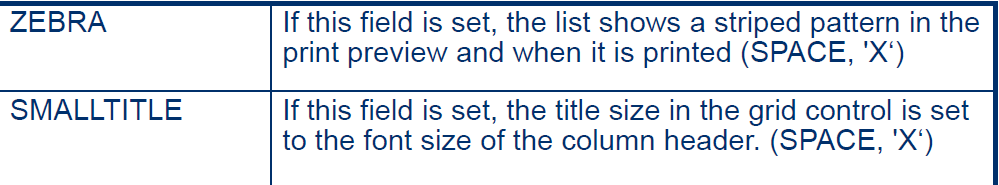 ZEBRA
If this field is set, the list shows a striped pattern in the
print preview and when it is printed (SPACE, 'X‘)
SMALLTITLE
If this field is set, the title size in the grid control is set
to the font size of the column header. (SPACE, 'X‘)